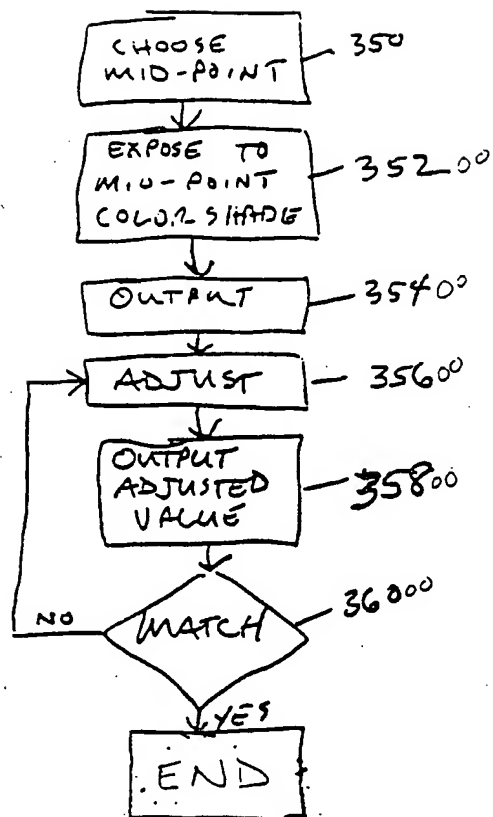 CHOOSE
MID-POINT
350
EXPOSE TO
MID-POINT
COLOR SHADE
35200
OUTPUT
35400
ADJUST
35600
OUTPUT
ADJUSTED
VALUE
35800
MATCH
36000
NO
YES
END